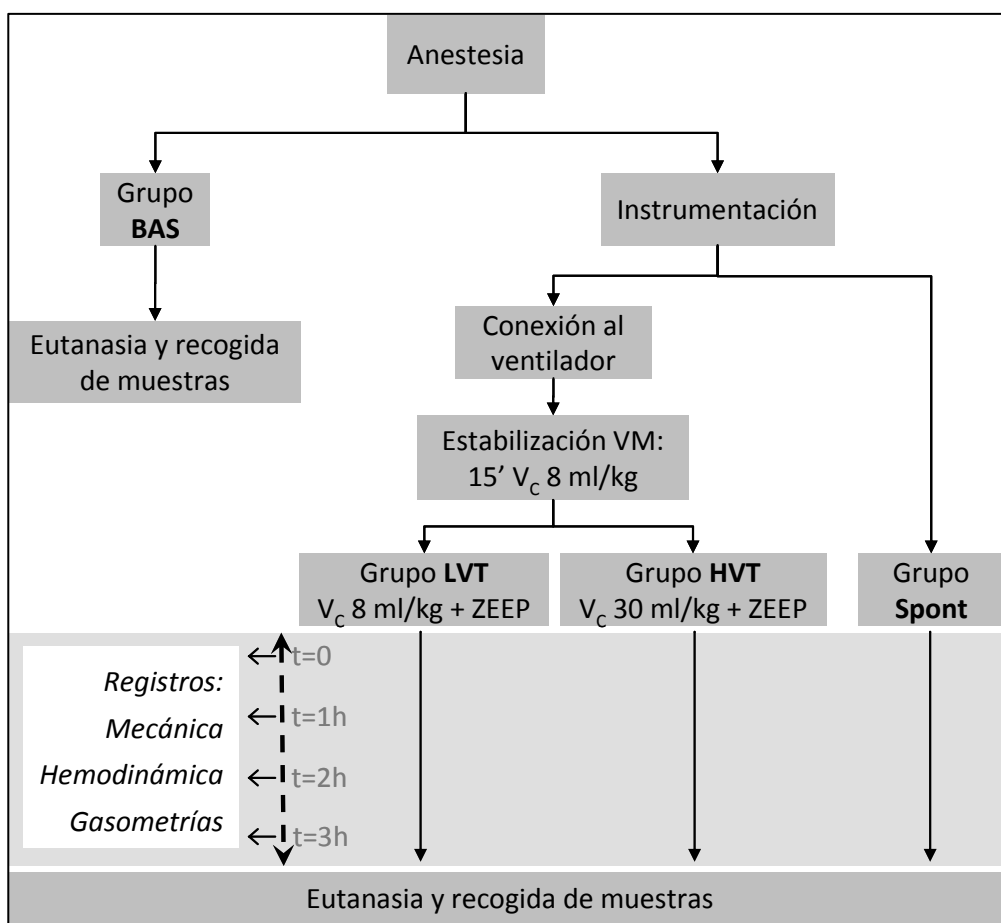 Anestesia
Grupo
BAS
Instrumentación
Eutanasia y recogida
de muestras
Conexión al
ventilador
Estabilización VM:
15’ VC 8 ml/kg
Grupo LVT
VC 8 ml/kg + ZEEP
Grupo HVT
VC 30 ml/kg + ZEEP
Grupo
Spont
Registros:
Mecánica
Hemodinámica
Gasometrías
t=0
t=1h
t=2h
t=3h
Eutanasia y recogida de muestras